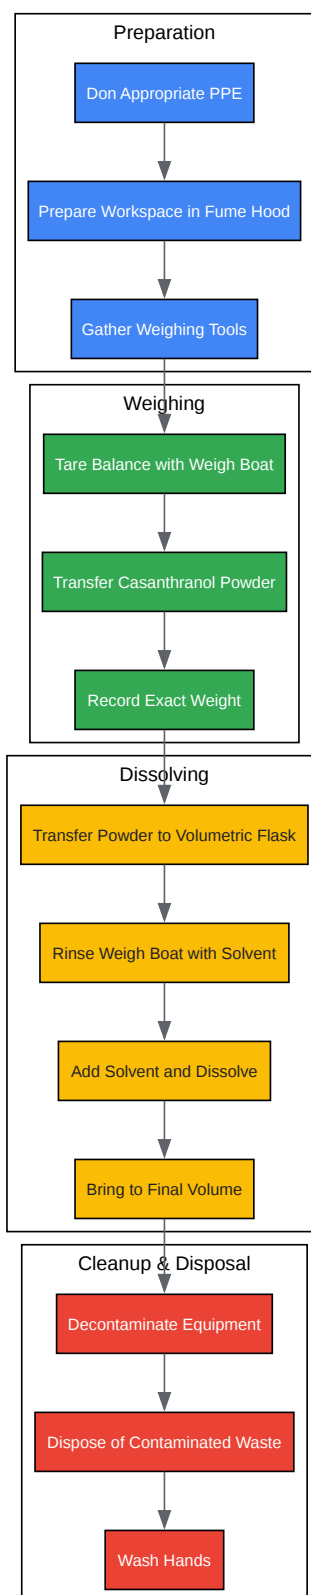 Preparation
Don Appropriate PPE
Prepare Workspace in Fume Hood
Gather Weighing Tools
Weighing
Tare Balance with Weigh Boat
Transfer Casanthranol Powder
Record Exact Weight
Dissolving
Transfer Powder to Volumetric Flask
Rinse Weigh Boat with Solvent
Add Solvent and Dissolve
Bring to Final Volume
Cleanup & Disposal
Decontaminate Equipment
Dispose of Contaminated Waste
Wash Hands